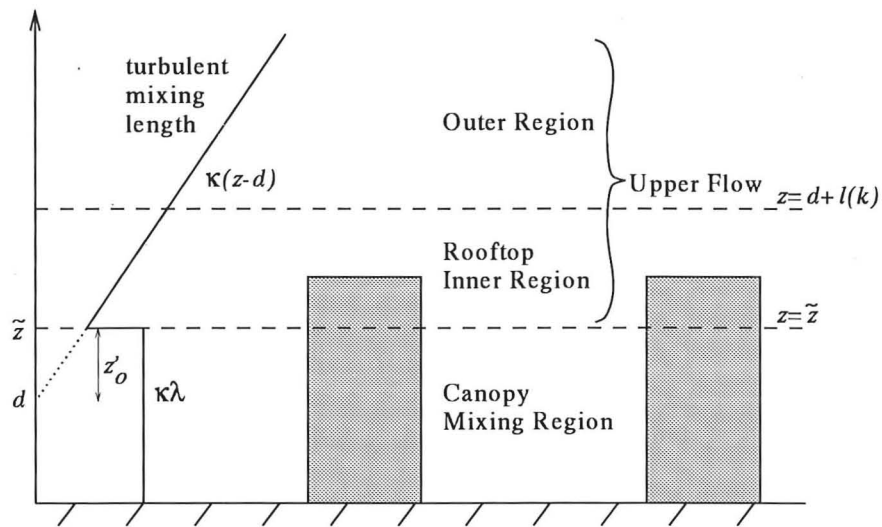 turbulent
mixing
length
Outer Region
κ(z-d)
Upper Flow
z=d+l(k)
Rooftop
Inner Region
z̃
z=z̃
z'o
d
κλ
Canopy
Mixing Region